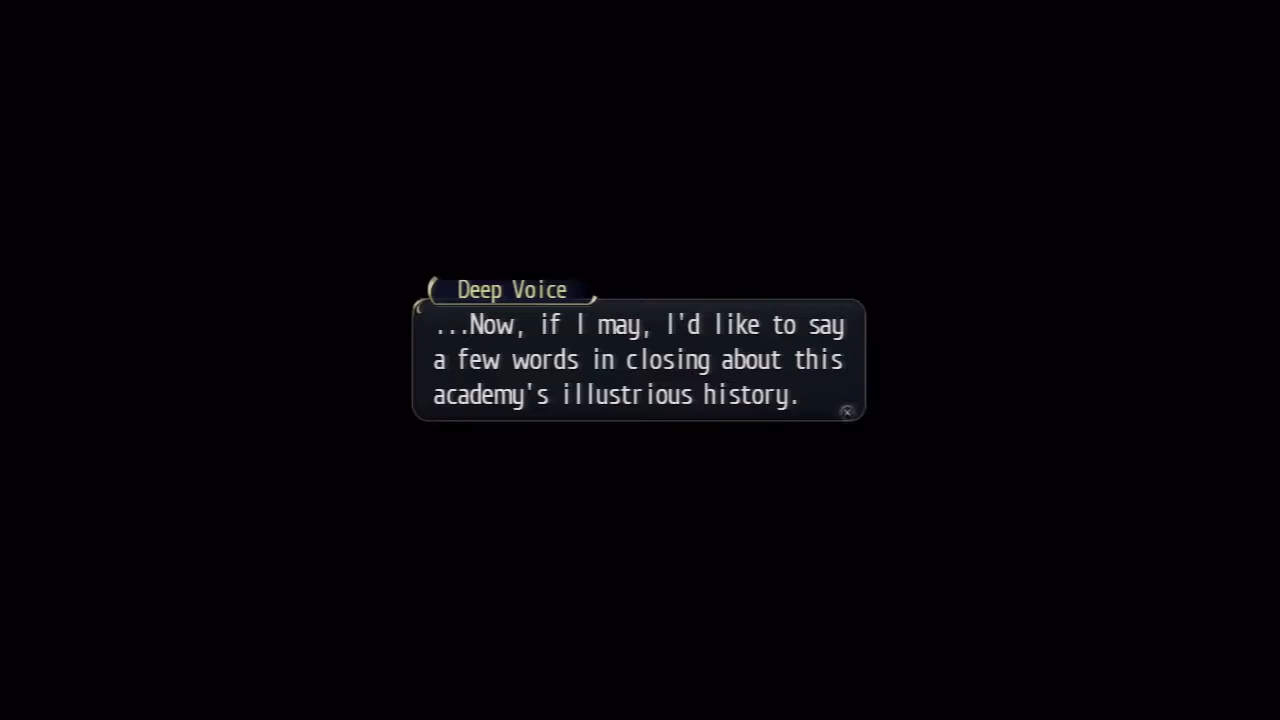 Deep Voice
...Now, if I may, I'd like to say
a few words in closing about this
academy's illustrious history.